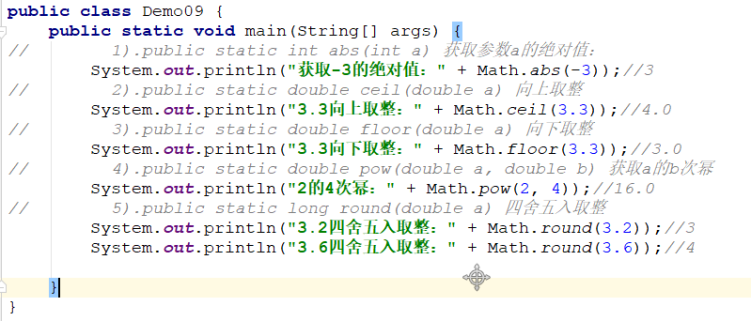 public class Demo09 {
    public static void main(String[] args) {
//        1).public static int abs(int a) 获取参数a的绝对值:
        System.out.println("获取-3的绝对值: " + Math.abs(-3));//3
//        2).public static double ceil(double a) 向上取整
        System.out.println("3.3向上取整: " + Math.ceil(3.3));//4.0
//        3).public static double floor(double a) 向下取整
        System.out.println("3.3向下取整: " + Math.floor(3.3));//3.0
//        4).public static double pow(double a, double b) 获取a的b次幂
        System.out.println("2的4次幂: " + Math.pow(2, 4));//16.0
//        5).public static long round(double a) 四舍五入取整
        System.out.println("3.2四舍五入取整: " + Math.round(3.2));//3
        System.out.println("3.6四舍五入取整: " + Math.round(3.6));//4
    }
}